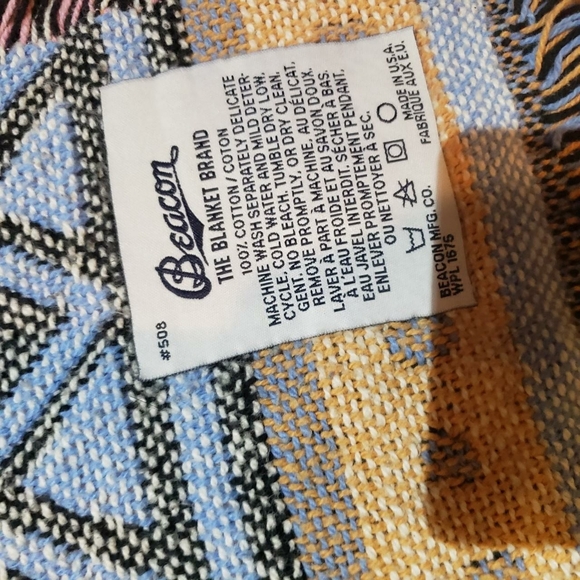 Beacon
THE BLANKET BRAND
100% COTTON/COTON
MACHINE WASH SEPARATELY DELICATE
CYCLE. COLD WATER AND MILD DETER-
GENT. NO BLEACH. TUMBLE DRY LOW.
REMOVE PROMPTLY, OR DRY CLEAN.
LAVER À PART À MACHINE, AU DÉLICAT,
À L'EAU FROIDE ET AU SAVON DOUX.
EAU JAVEL INTERDIT, SÉCHER À BAS.
ENLEVER PROMPTEMENT PENDANT,
OU NETTOYER À SEC.
MADE IN U.S.A.
FABRIQUE AUX E.U.
BEACON MFG. CO.
WPL 1675
#508